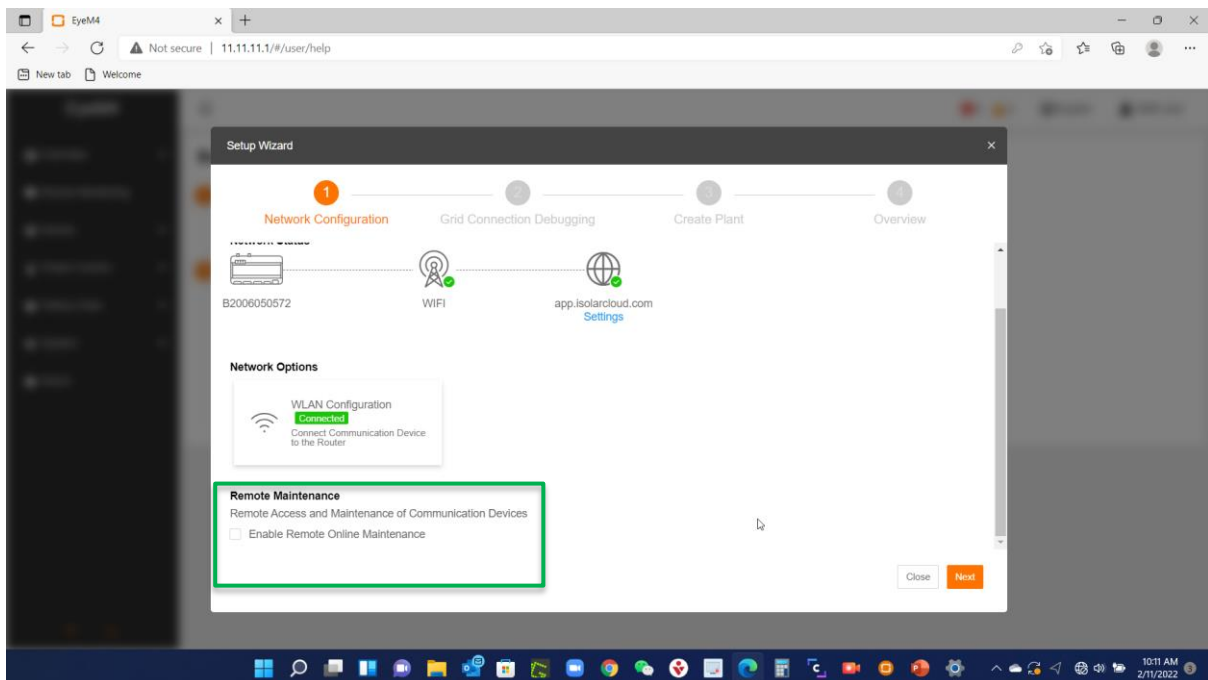 EyeM4
Not secure | 11.11.11.1/#/user/help
New tab Welcome
Setup Wizard
1 2 3 4
Network Configuration Grid Connection Debugging Create Plant Overview
Network Status
B2006050572 WIFI app.isolarcloud.com
Settings
Network Options
WLAN Configuration
Connected
Connect Communication Device
to the Router
Remote Maintenance
Remote Access and Maintenance of Communication Devices
Enable Remote Online Maintenance
Close Next
10:11 AM
2/11/2022